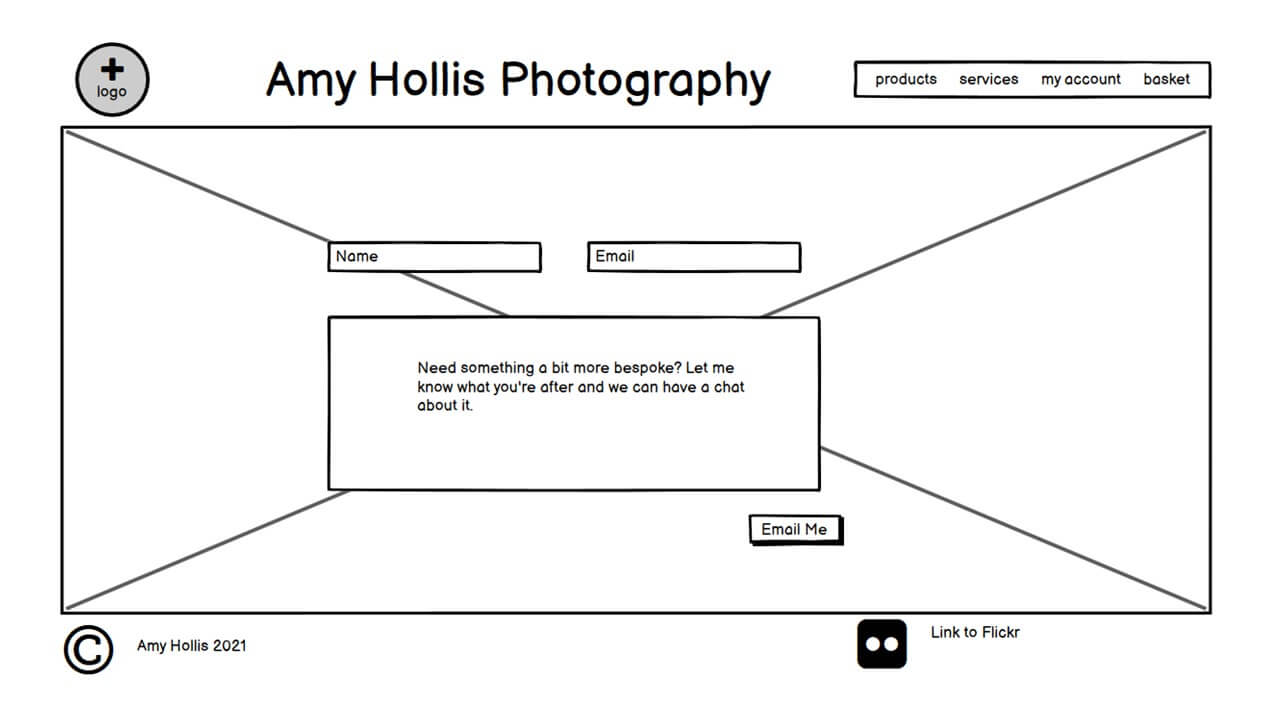 logo
Amy Hollis Photography
products services my account basket
Name
Email
Need something a bit more bespoke? Let me
know what you're after and we can have a chat
about it.
Email Me
© Amy Hollis 2021
Link to Flickr